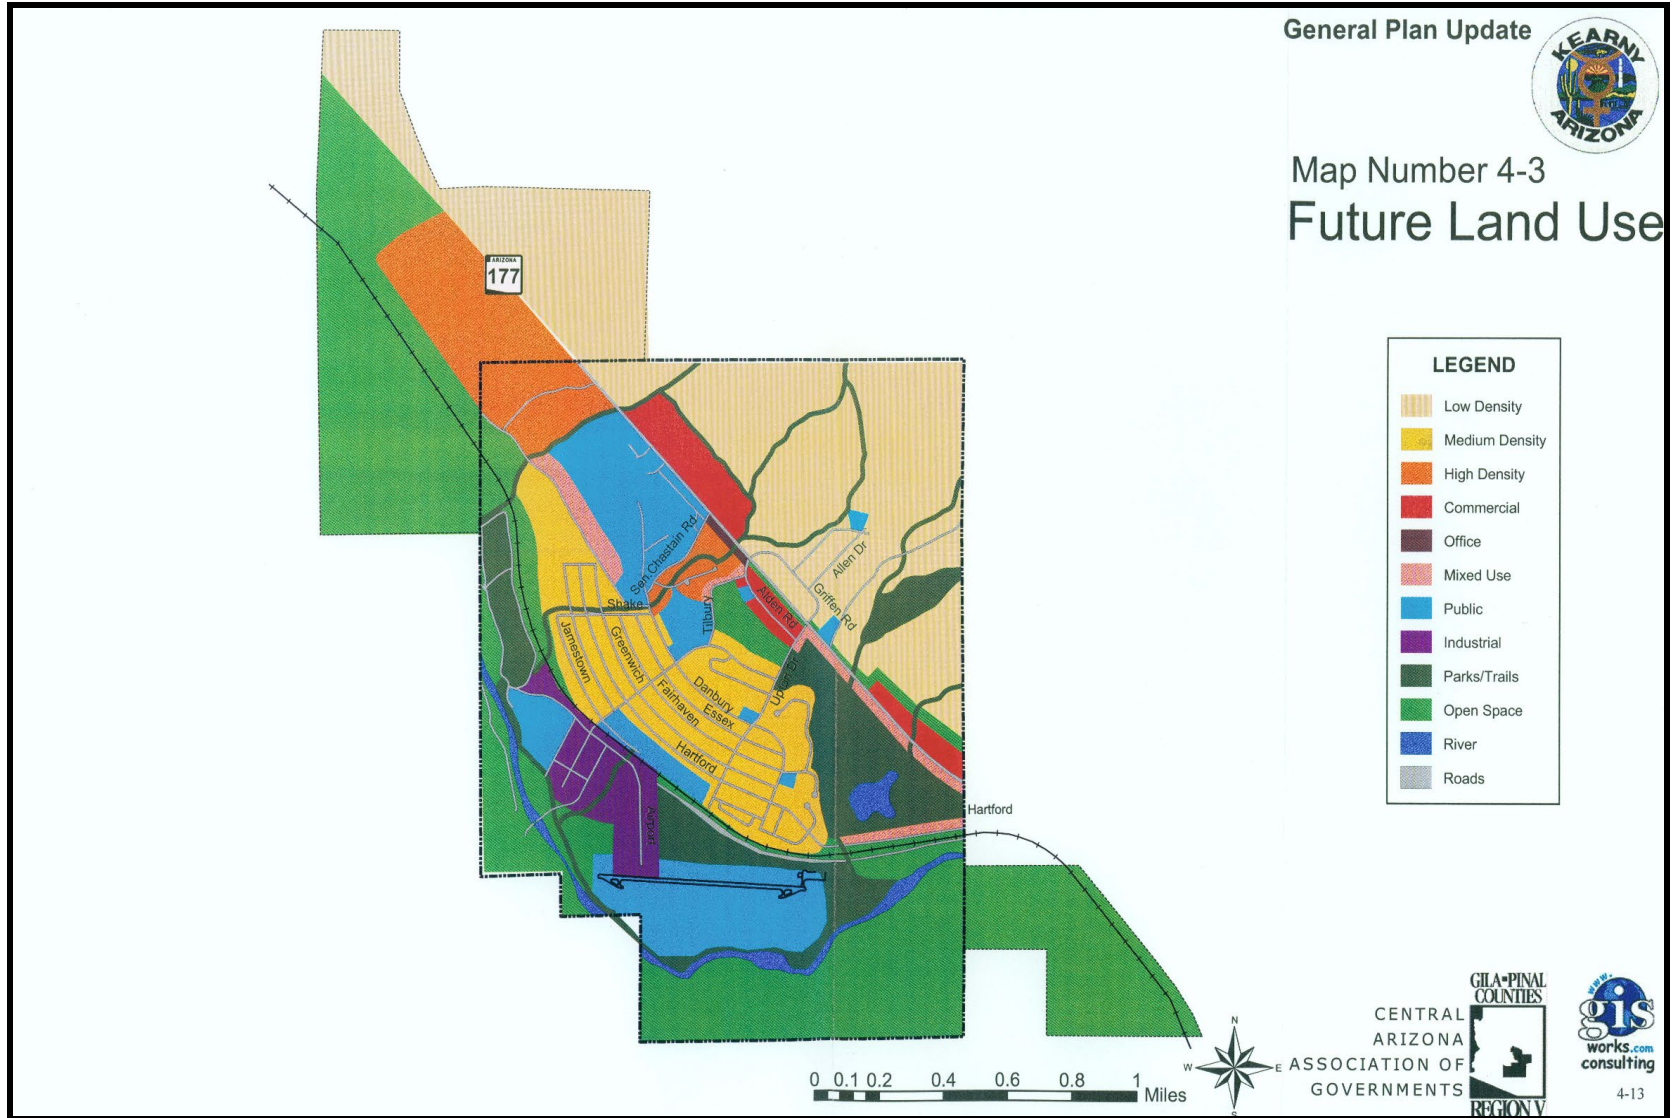 General Plan Update
KEARNY
ARIZONA
Map Number 4-3
Future Land Use
ARIZONA
177
LEGEND
Low Density
Medium Density
High Density
Commercial
Office
Mixed Use
Public
Industrial
Parks/Trails
Open Space
River
Roads
Sen.Chastain Rd
Allen Dr
Griffen Rd
Alden Rd
Shake
Tilbury
Jamestown
Greenwich
Fairhaven
Danbury
Essex
Upton Dr
Hartford
Airport
Hartford
0 0.1 0.2 0.4 0.6 0.8 1
Miles
N
W
E
S
CENTRAL
ARIZONA
ASSOCIATION OF
GOVERNMENTS
GILA-PINAL
COUNTIES
REGION V
www.
gis
works.com
consulting
4-13